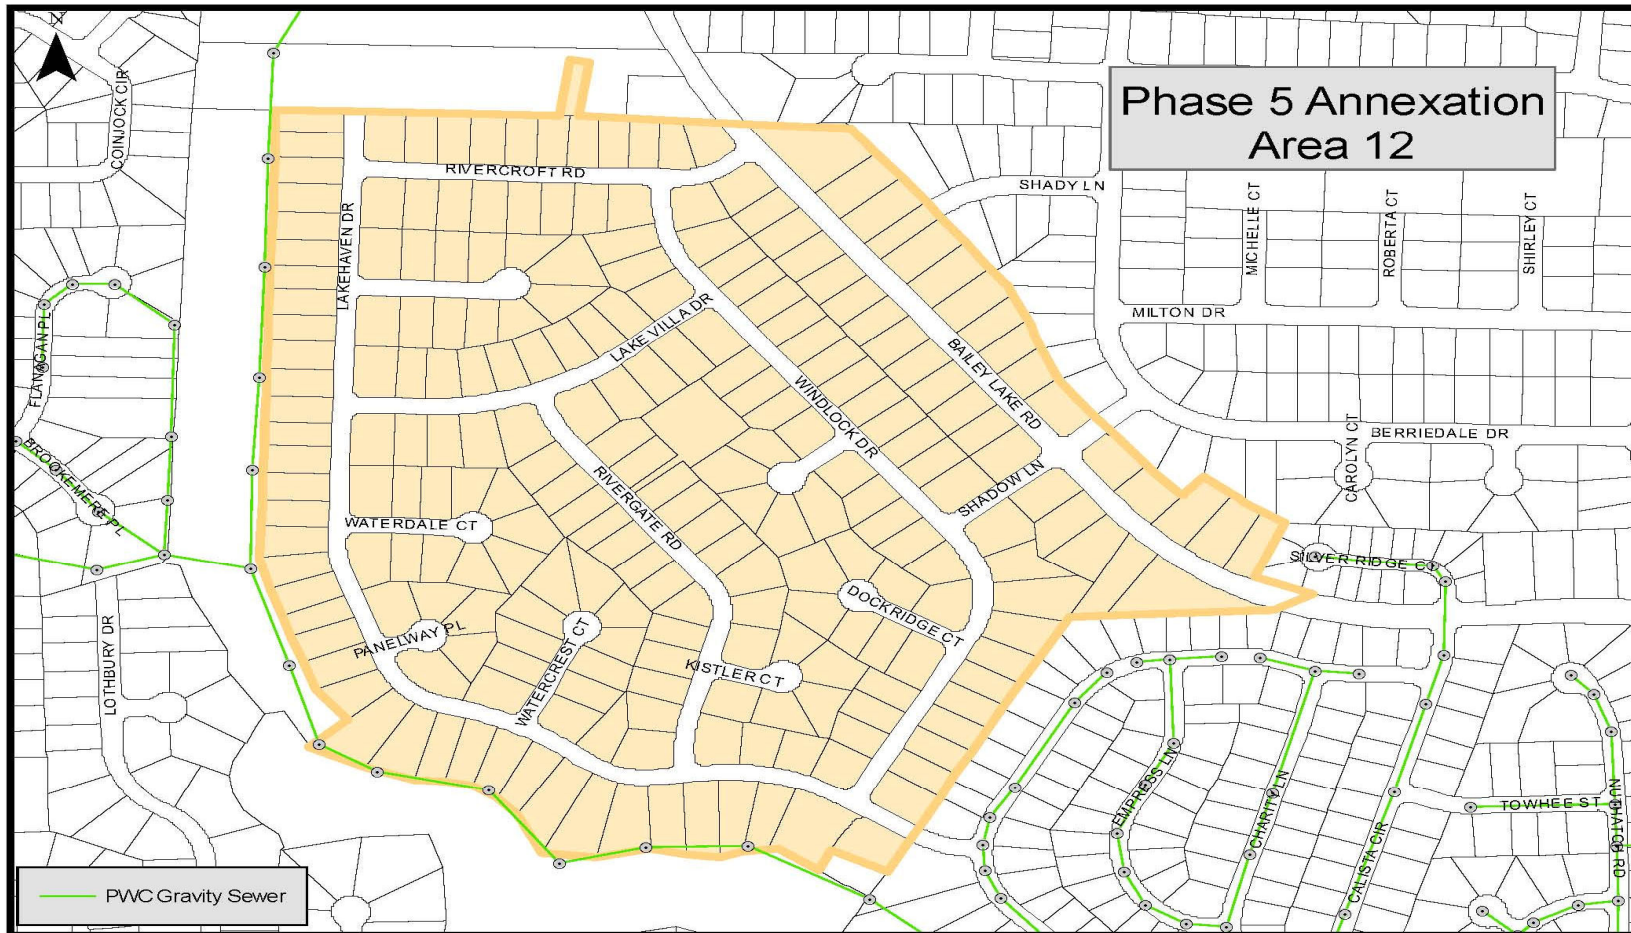 N
Phase 5 Annexation
Area 12
COINJOCK CIR
RIVERCROFT RD
SHADY LN
MICHELLE CT
ROBERTA CT
SHIRLEY CT
LAKEHAVEN DR
MILTON DR
FLANAGAN PL
LAKE VILLA DR
BAILEY LAKE RD
WINDLOCK DR
CAROLYN CT
BERRIEDALE DR
BROOKEMERE PL
RIVERGATE RD
SHADOW LN
WATERDALE CT
SILVER RIDGE CT
DOCKRIDGE CT
LOTHBURY DR
PANELWAY PL
WATERCREST CT
KISTLER CT
EMPRESS LN
CHARITY LN
CALISTA CIR
TOWHEE ST
NUTHATCH RD
PWC Gravity Sewer